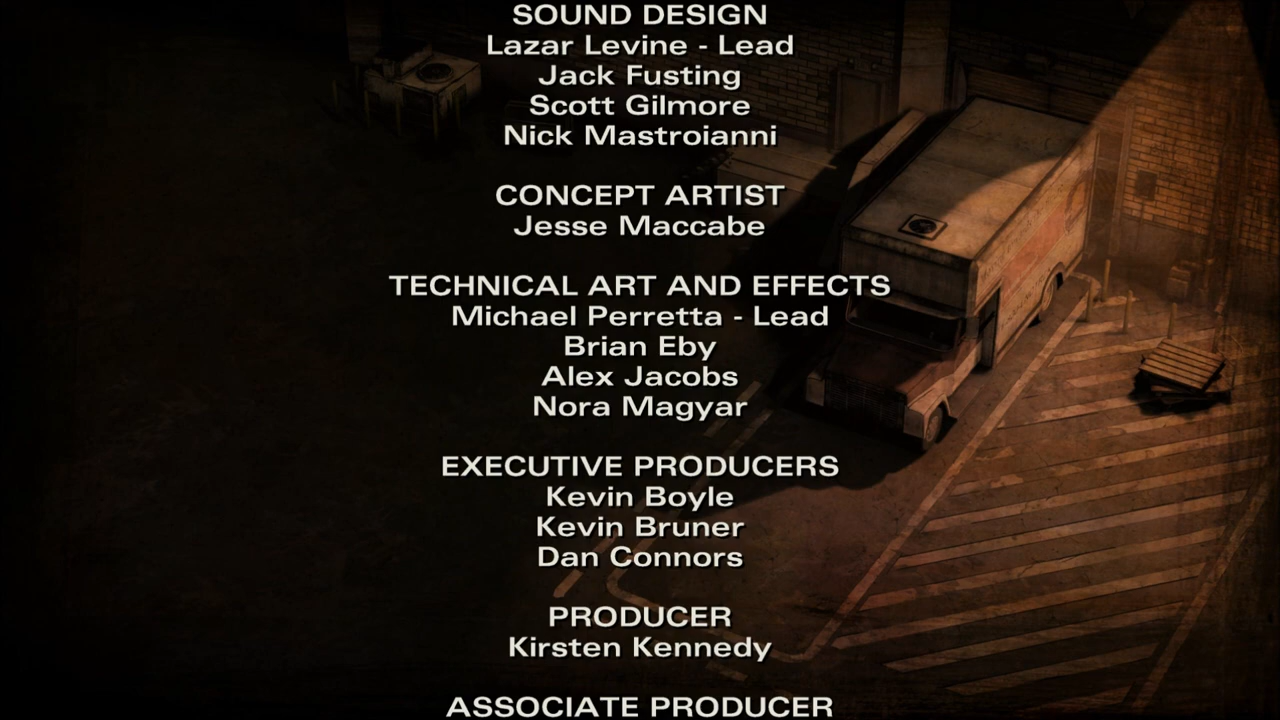 SOUND DESIGN
Lazar Levine - Lead
Jack Fusting
Scott Gilmore
Nick Mastroianni
CONCEPT ARTIST
Jesse Maccabe
TECHNICAL ART AND EFFECTS
Michael Perretta - Lead
Brian Eby
Alex Jacobs
Nora Magyar
EXECUTIVE PRODUCERS
Kevin Boyle
Kevin Bruner
Dan Connors
PRODUCER
Kirsten Kennedy
ASSOCIATE PRODUCER